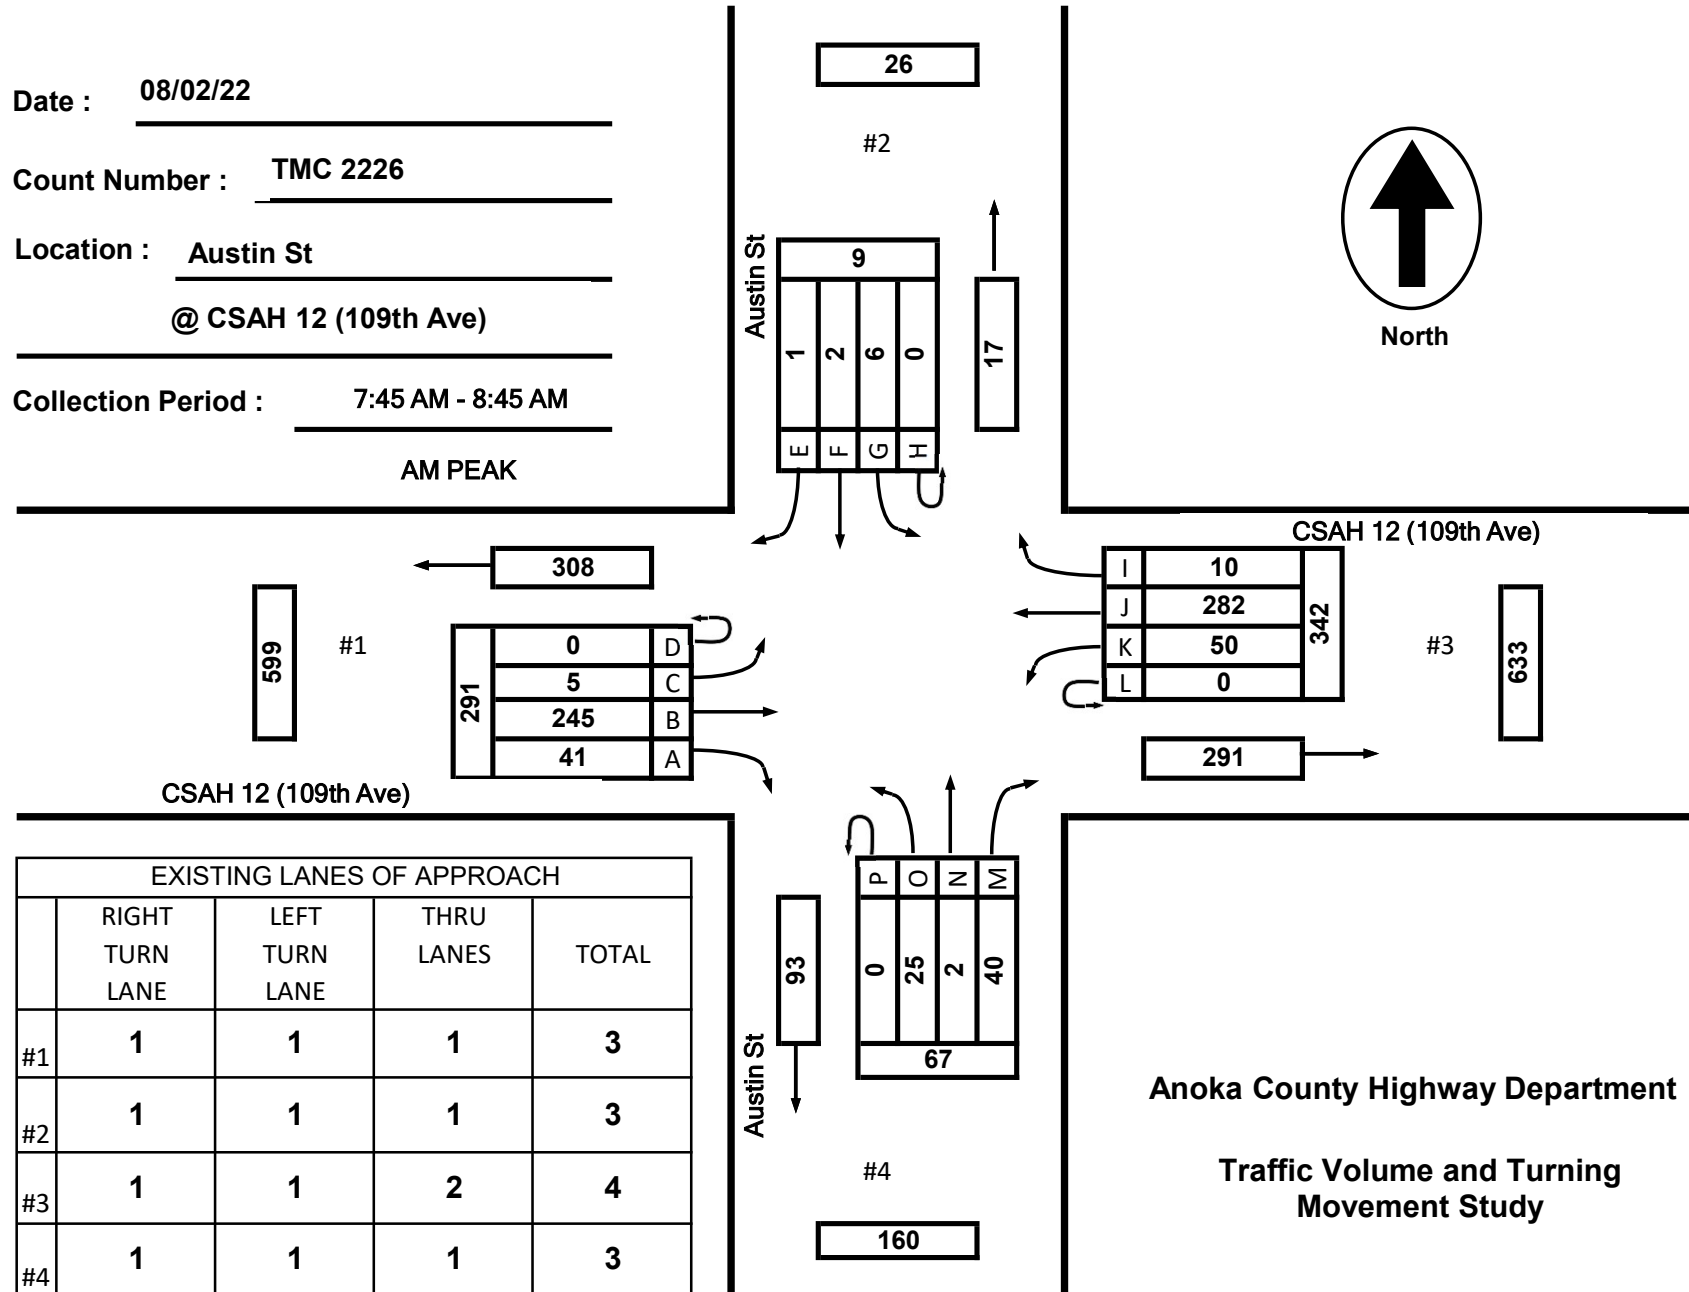 Date : 08/02/22
Count Number : TMC 2226
Location : Austin St
@ CSAH 12 (109th Ave)
Collection Period : 7:45 AM - 8:45 AM
AM PEAK
26
#2
Austin St
9
1 2 6 0
E F G H
17
North
CSAH 12 (109th Ave)
308
599
#1
291
0 D
5 C
245 B
41 A
CSAH 12 (109th Ave)
I 10
J 282
K 50
L 0
342
#3
633
291
P O N M
0 25 2 40
67
93
Austin St
#4
160
EXISTING LANES OF APPROACH
RIGHT TURN LANE
LEFT TURN LANE
THRU LANES
TOTAL
#1 1 1 1 3
#2 1 1 1 3
#3 1 1 2 4
#4 1 1 1 3
Anoka County Highway Department
Traffic Volume and Turning
Movement Study